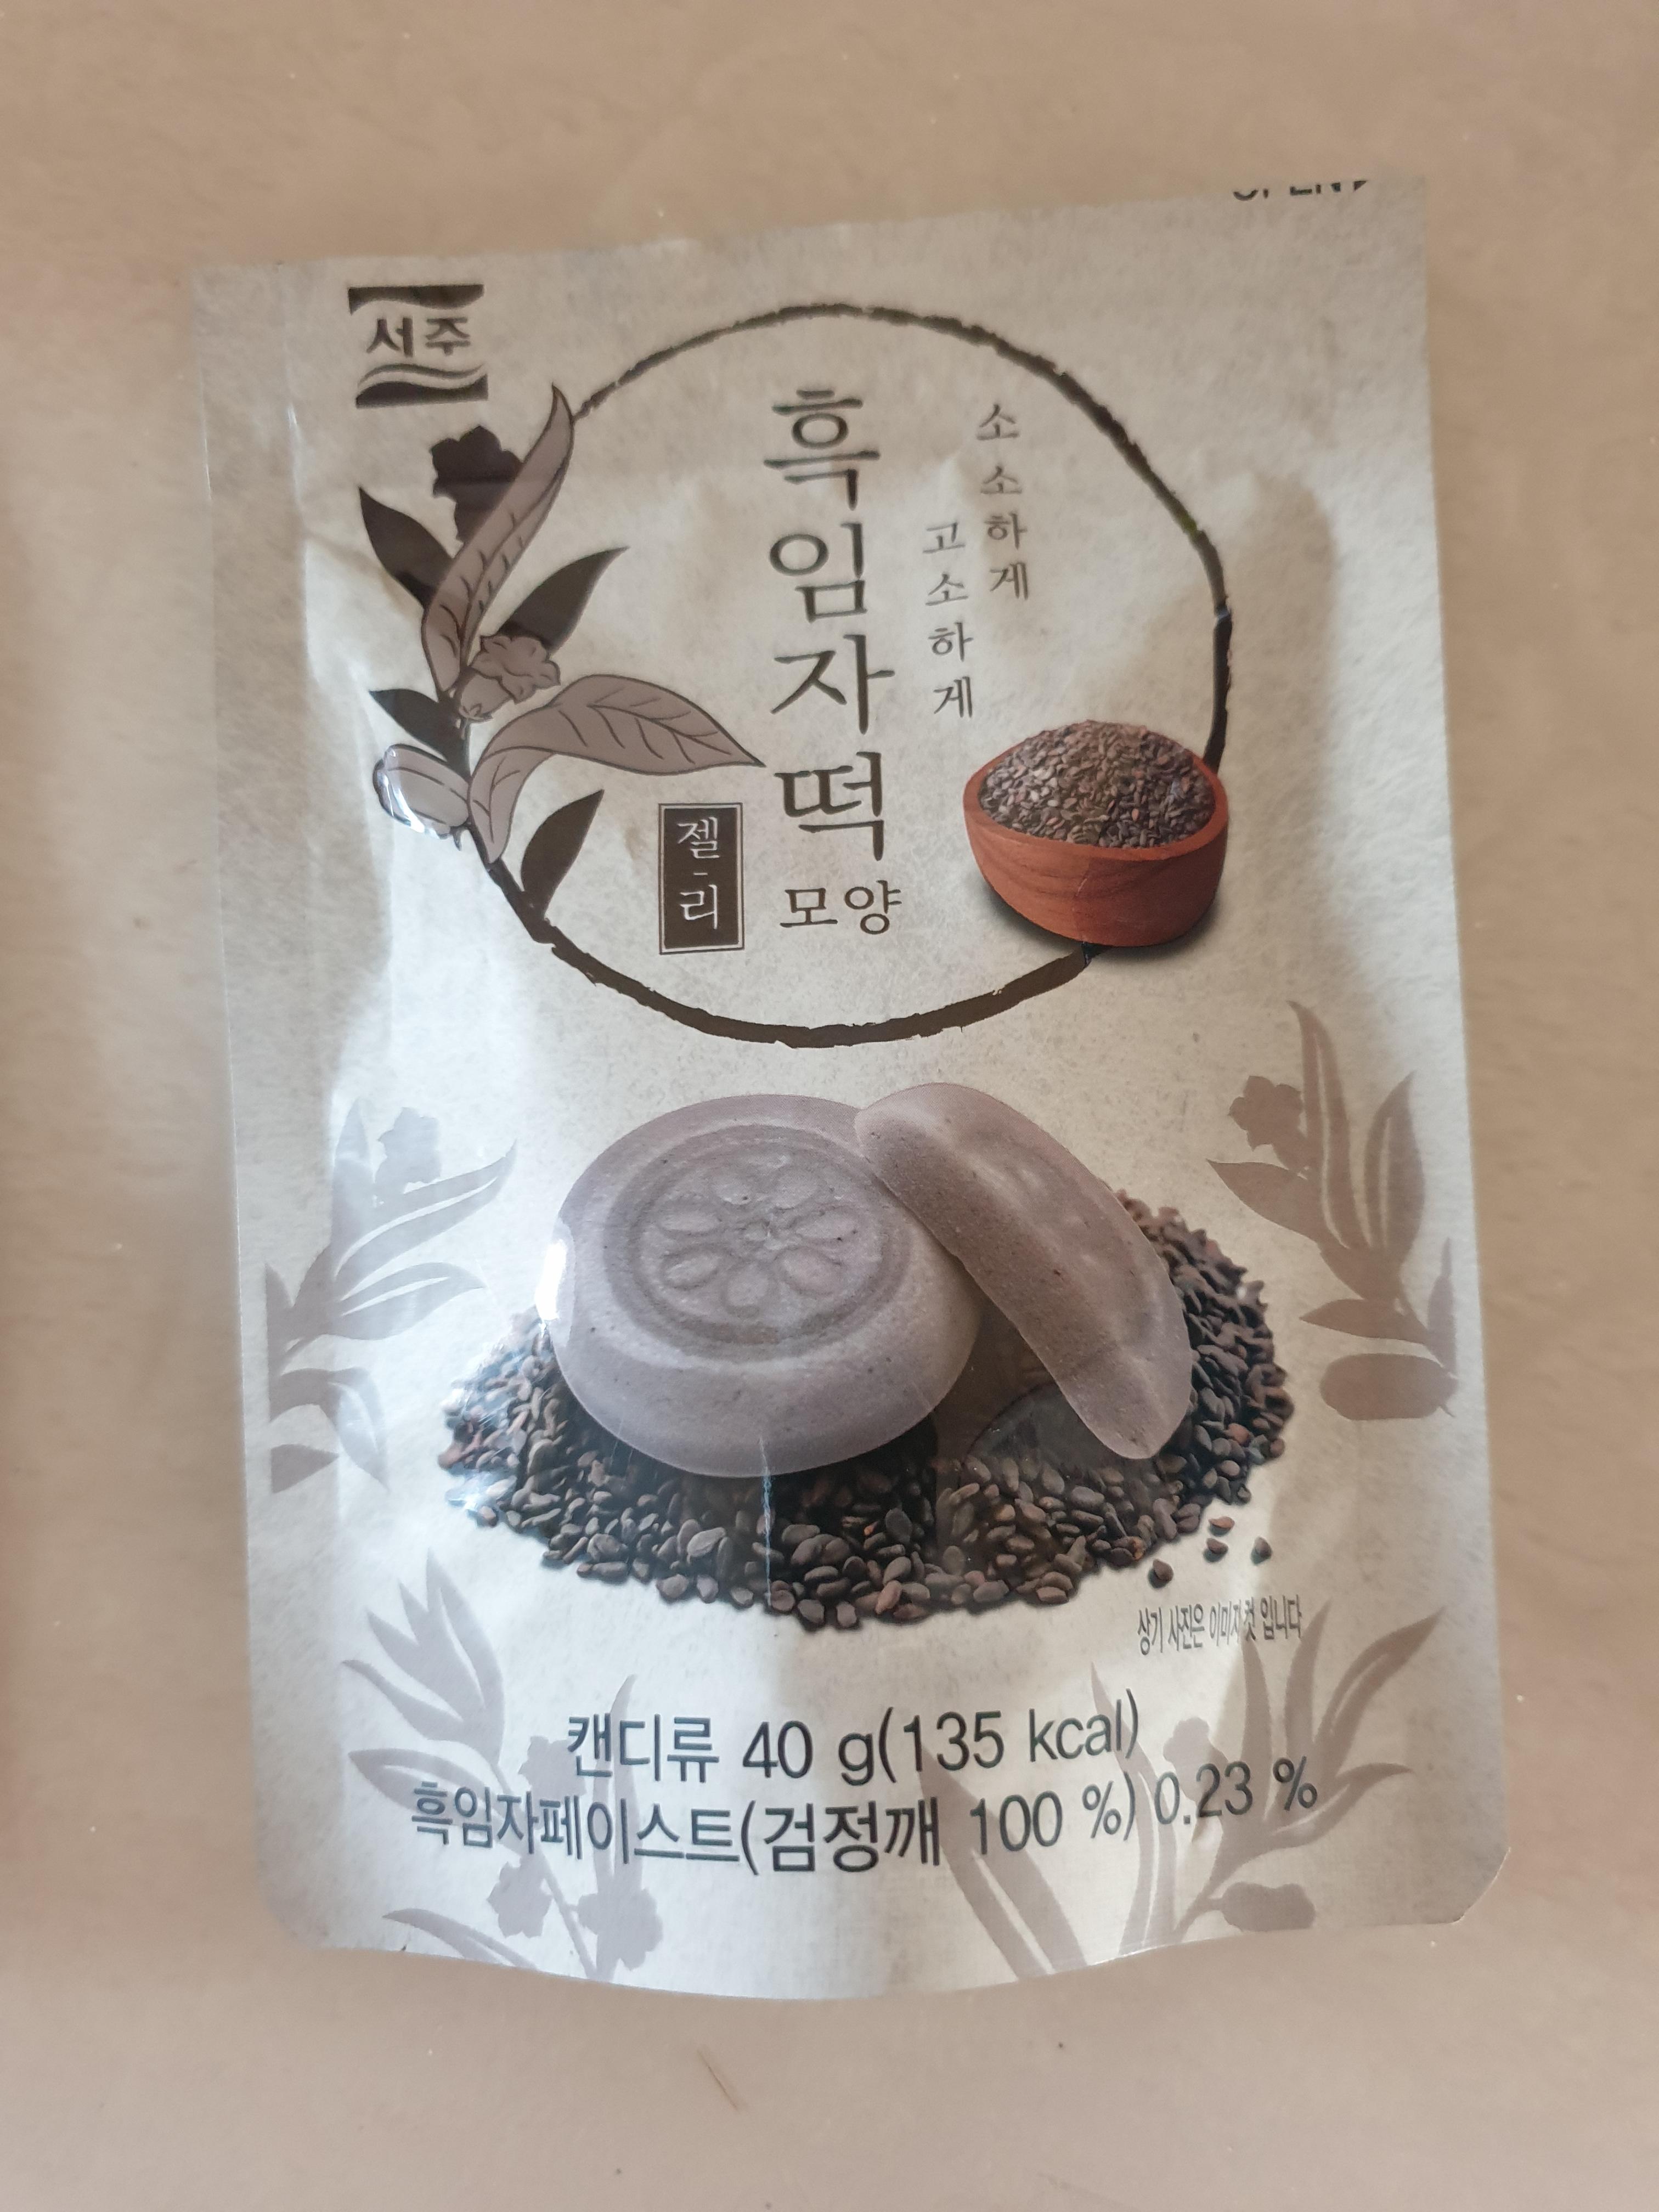 OPEN▶
서주
소소하게
고소하게
흑임자떡
모양
젤리
상기 사진은 이미지컷 입니다
캔디류 40 g(135 kcal)
흑임자페이스트(검정깨 100 %) 0.23 %